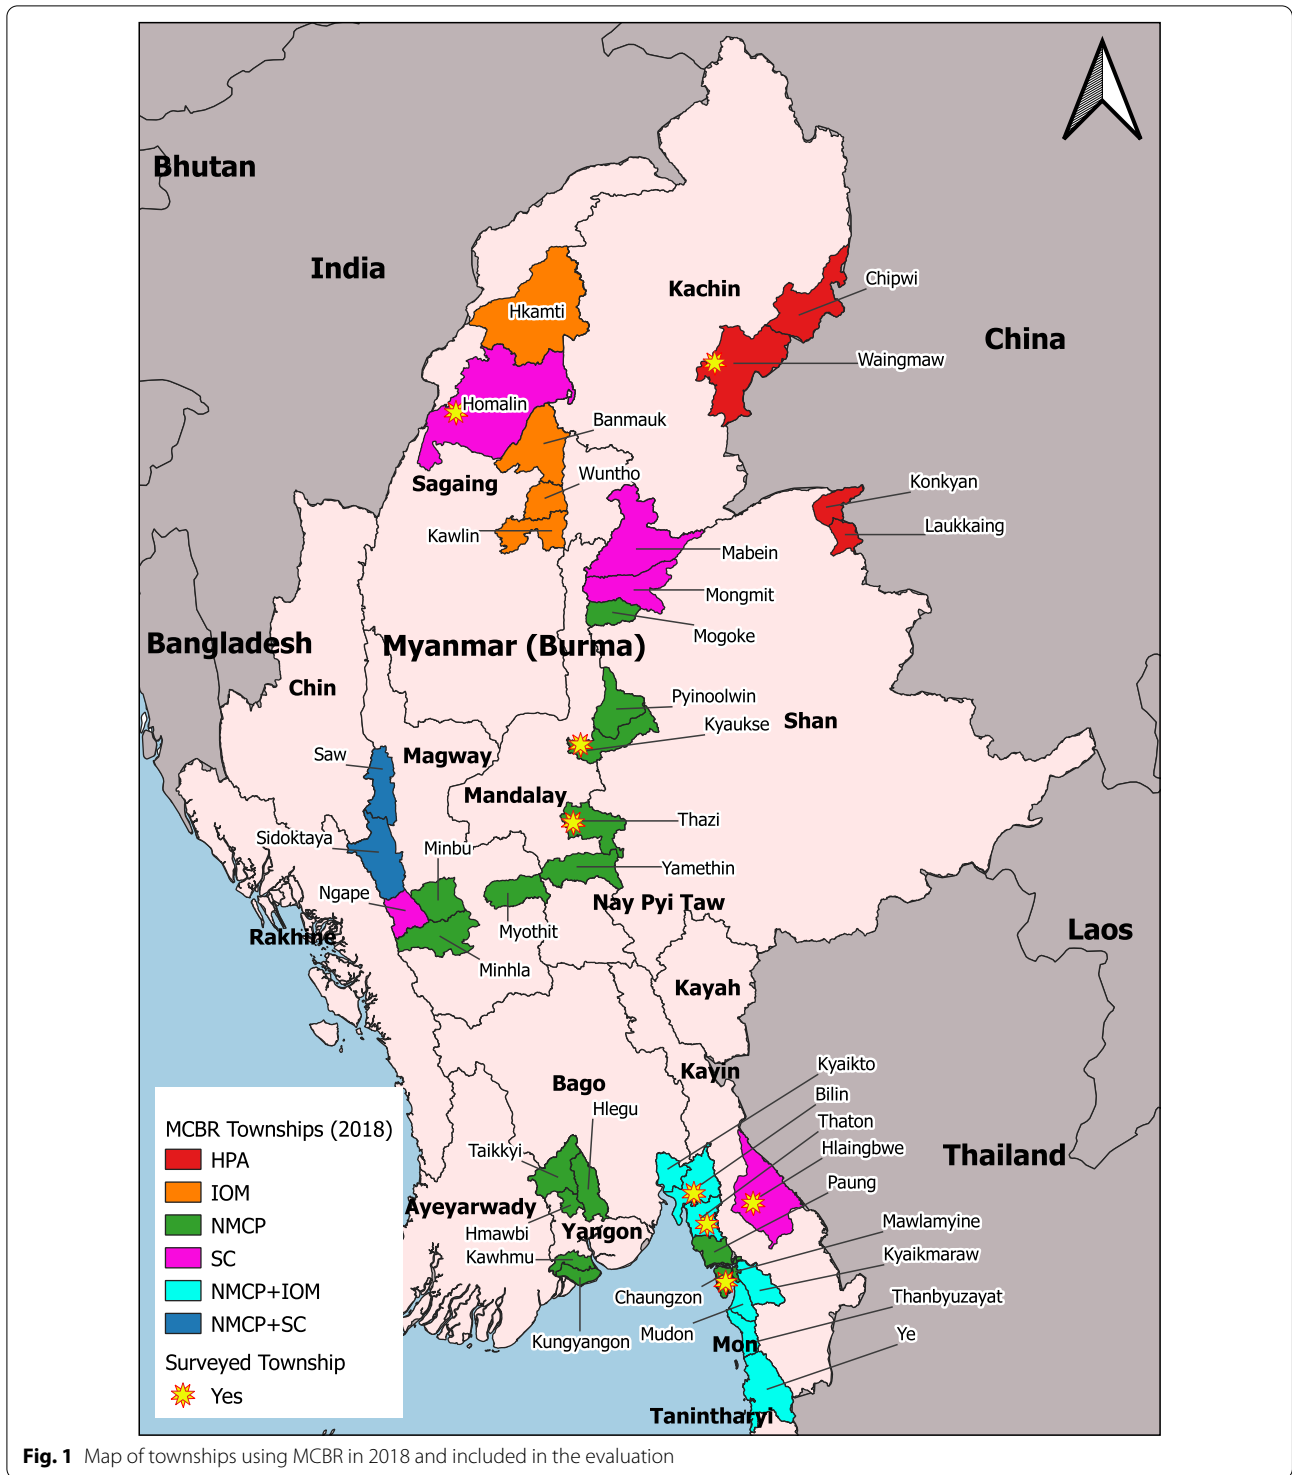 Bhutan
India
Kachin
Chipwi
Hkamti
China
Waingmaw
Homalin
Banmauk
Wuntho
Sagaing
Konkyan
Kawlin
Laukkaing
Mabein
Mongmit
Mogoke
Bangladesh
Myanmar (Burma)
Chin
Pyinoolwin
Shan
Kyaukse
Saw
Magway
Mandalay
Thazi
Sidoktaya
Minbu
Yamethin
Ngape
Nay Pyi Taw
Myothit
Laos
Rakhine
Minhla
Kayah
Kyaikto
Kayin
Bago
Bilin
Hlegu
Thaton
Taikkyi
Hlaingbwe
Thailand
Paung
Ayeyarwady
Mawlamyine
Hmawbi
Yangon
Kawhmu
Kyaikmaraw
Chaungzon
Thanbyuzayat
Mudon
Ye
Kungyangon
Mon
Tanintharyi
MCBR Townships (2018)
HPA
IOM
NMCP
SC
NMCP+IOM
NMCP+SC
Surveyed Township
Yes
Fig. 1 Map of townships using MCBR in 2018 and included in the evaluation